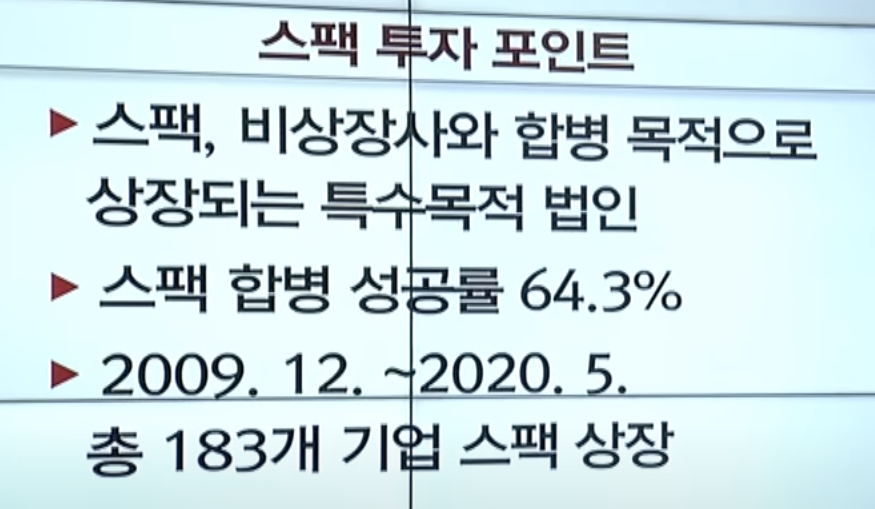 스팩 투자 포인트
▶ 스팩, 비상장사와 합병 목적으로
상장되는 특수목적 법인
▶ 스팩 합병 성공률 64.3%
▶ 2009. 12. ~2020. 5.
총 183개 기업 스팩 상장